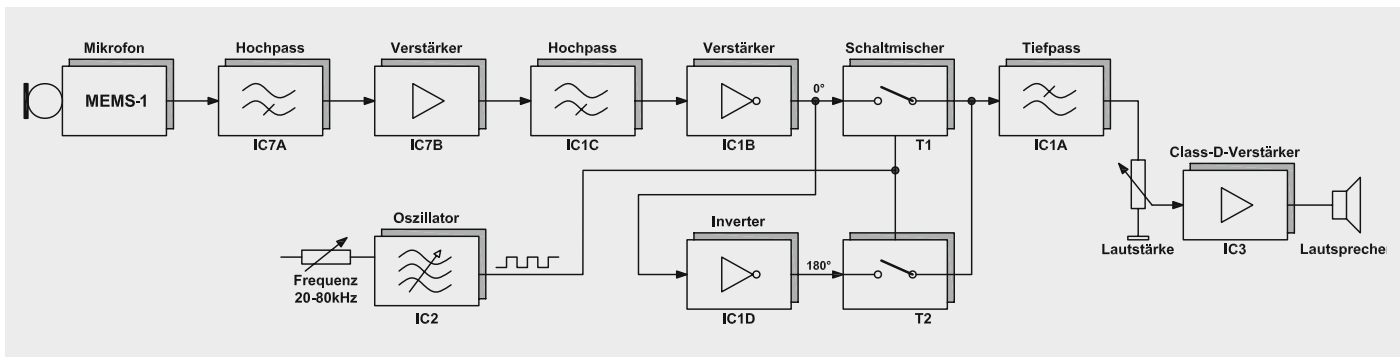 Mikrofon
Hochpass
Verstärker
Hochpass
Verstärker
Schaltmischer
Tiefpass
MEMS-1
0°
IC7A
IC7B
IC1C
IC1B
T1
IC1A
Class-D-Verstärker
Oszillator
Inverter
180°
Frequenz
20-80kHz
IC2
IC1D
T2
Lautstärke
IC3
Lautsprecher